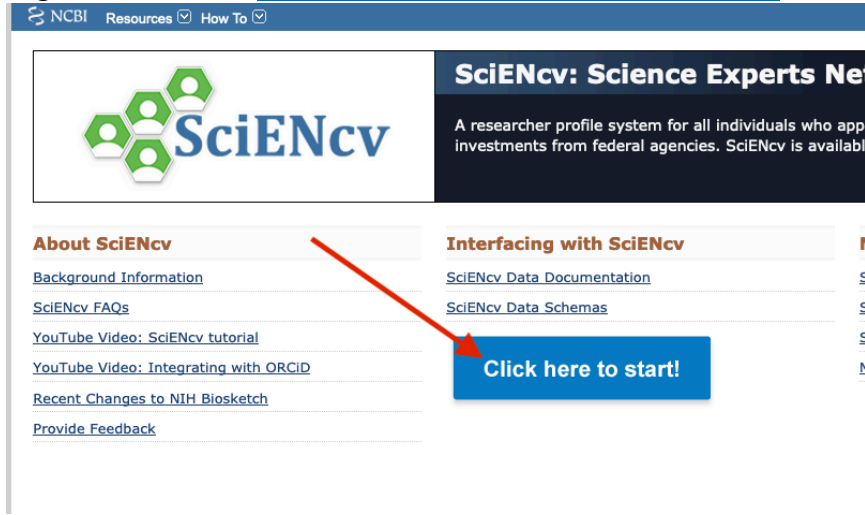 NCBI Resources How To
SciENcv
SciENcv: Science Experts Ne
A researcher profile system for all individuals who app
investments from federal agencies. SciENcv is availabl
About SciENcv
Background Information
SciENcv FAQs
YouTube Video: SciENcv tutorial
YouTube Video: Integrating with ORCiD
Recent Changes to NIH Biosketch
Provide Feedback
Interfacing with SciENcv
SciENcv Data Documentation
SciENcv Data Schemas
Click here to start!